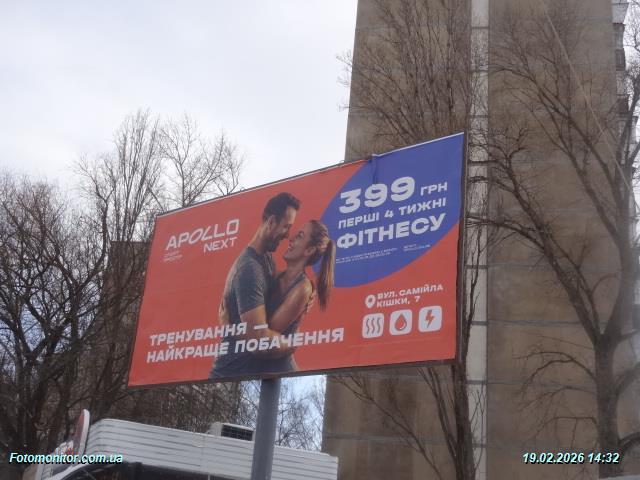 APOLLO
NEXT
399 ГРН
ПЕРШІ 4 ТИЖНІ
ФІТНЕСУ
ВУЛ. САМІЙЛА
КІШКИ, 7
ТРЕНУВАННЯ —
НАЙКРАЩЕ ПОБАЧЕННЯ
Fotomonitor.com.ua
19.02.2026 14:32